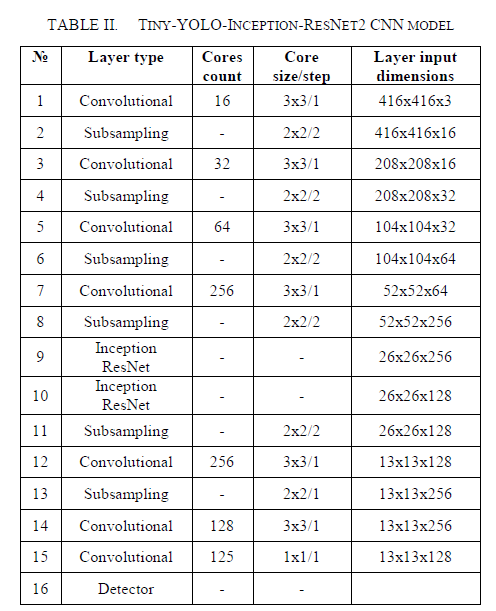 TABLE II. TINY-YOLO-INCEPTION-RESNET2 CNN MODEL
№ Layer type Cores count Core size/step Layer input dimensions
1 Convolutional 16 3x3/1 416x416x3
2 Subsampling - 2x2/2 416x416x16
3 Convolutional 32 3x3/1 208x208x16
4 Subsampling - 2x2/2 208x208x32
5 Convolutional 64 3x3/1 104x104x32
6 Subsampling - 2x2/2 104x104x64
7 Convolutional 256 3x3/1 52x52x64
8 Subsampling - 2x2/2 52x52x256
9 Inception ResNet - - 26x26x256
10 Inception ResNet - - 26x26x128
11 Subsampling - 2x2/2 26x26x128
12 Convolutional 256 3x3/1 13x13x128
13 Subsampling - 2x2/1 13x13x256
14 Convolutional 128 3x3/1 13x13x256
15 Convolutional 125 1x1/1 13x13x128
16 Detector - -